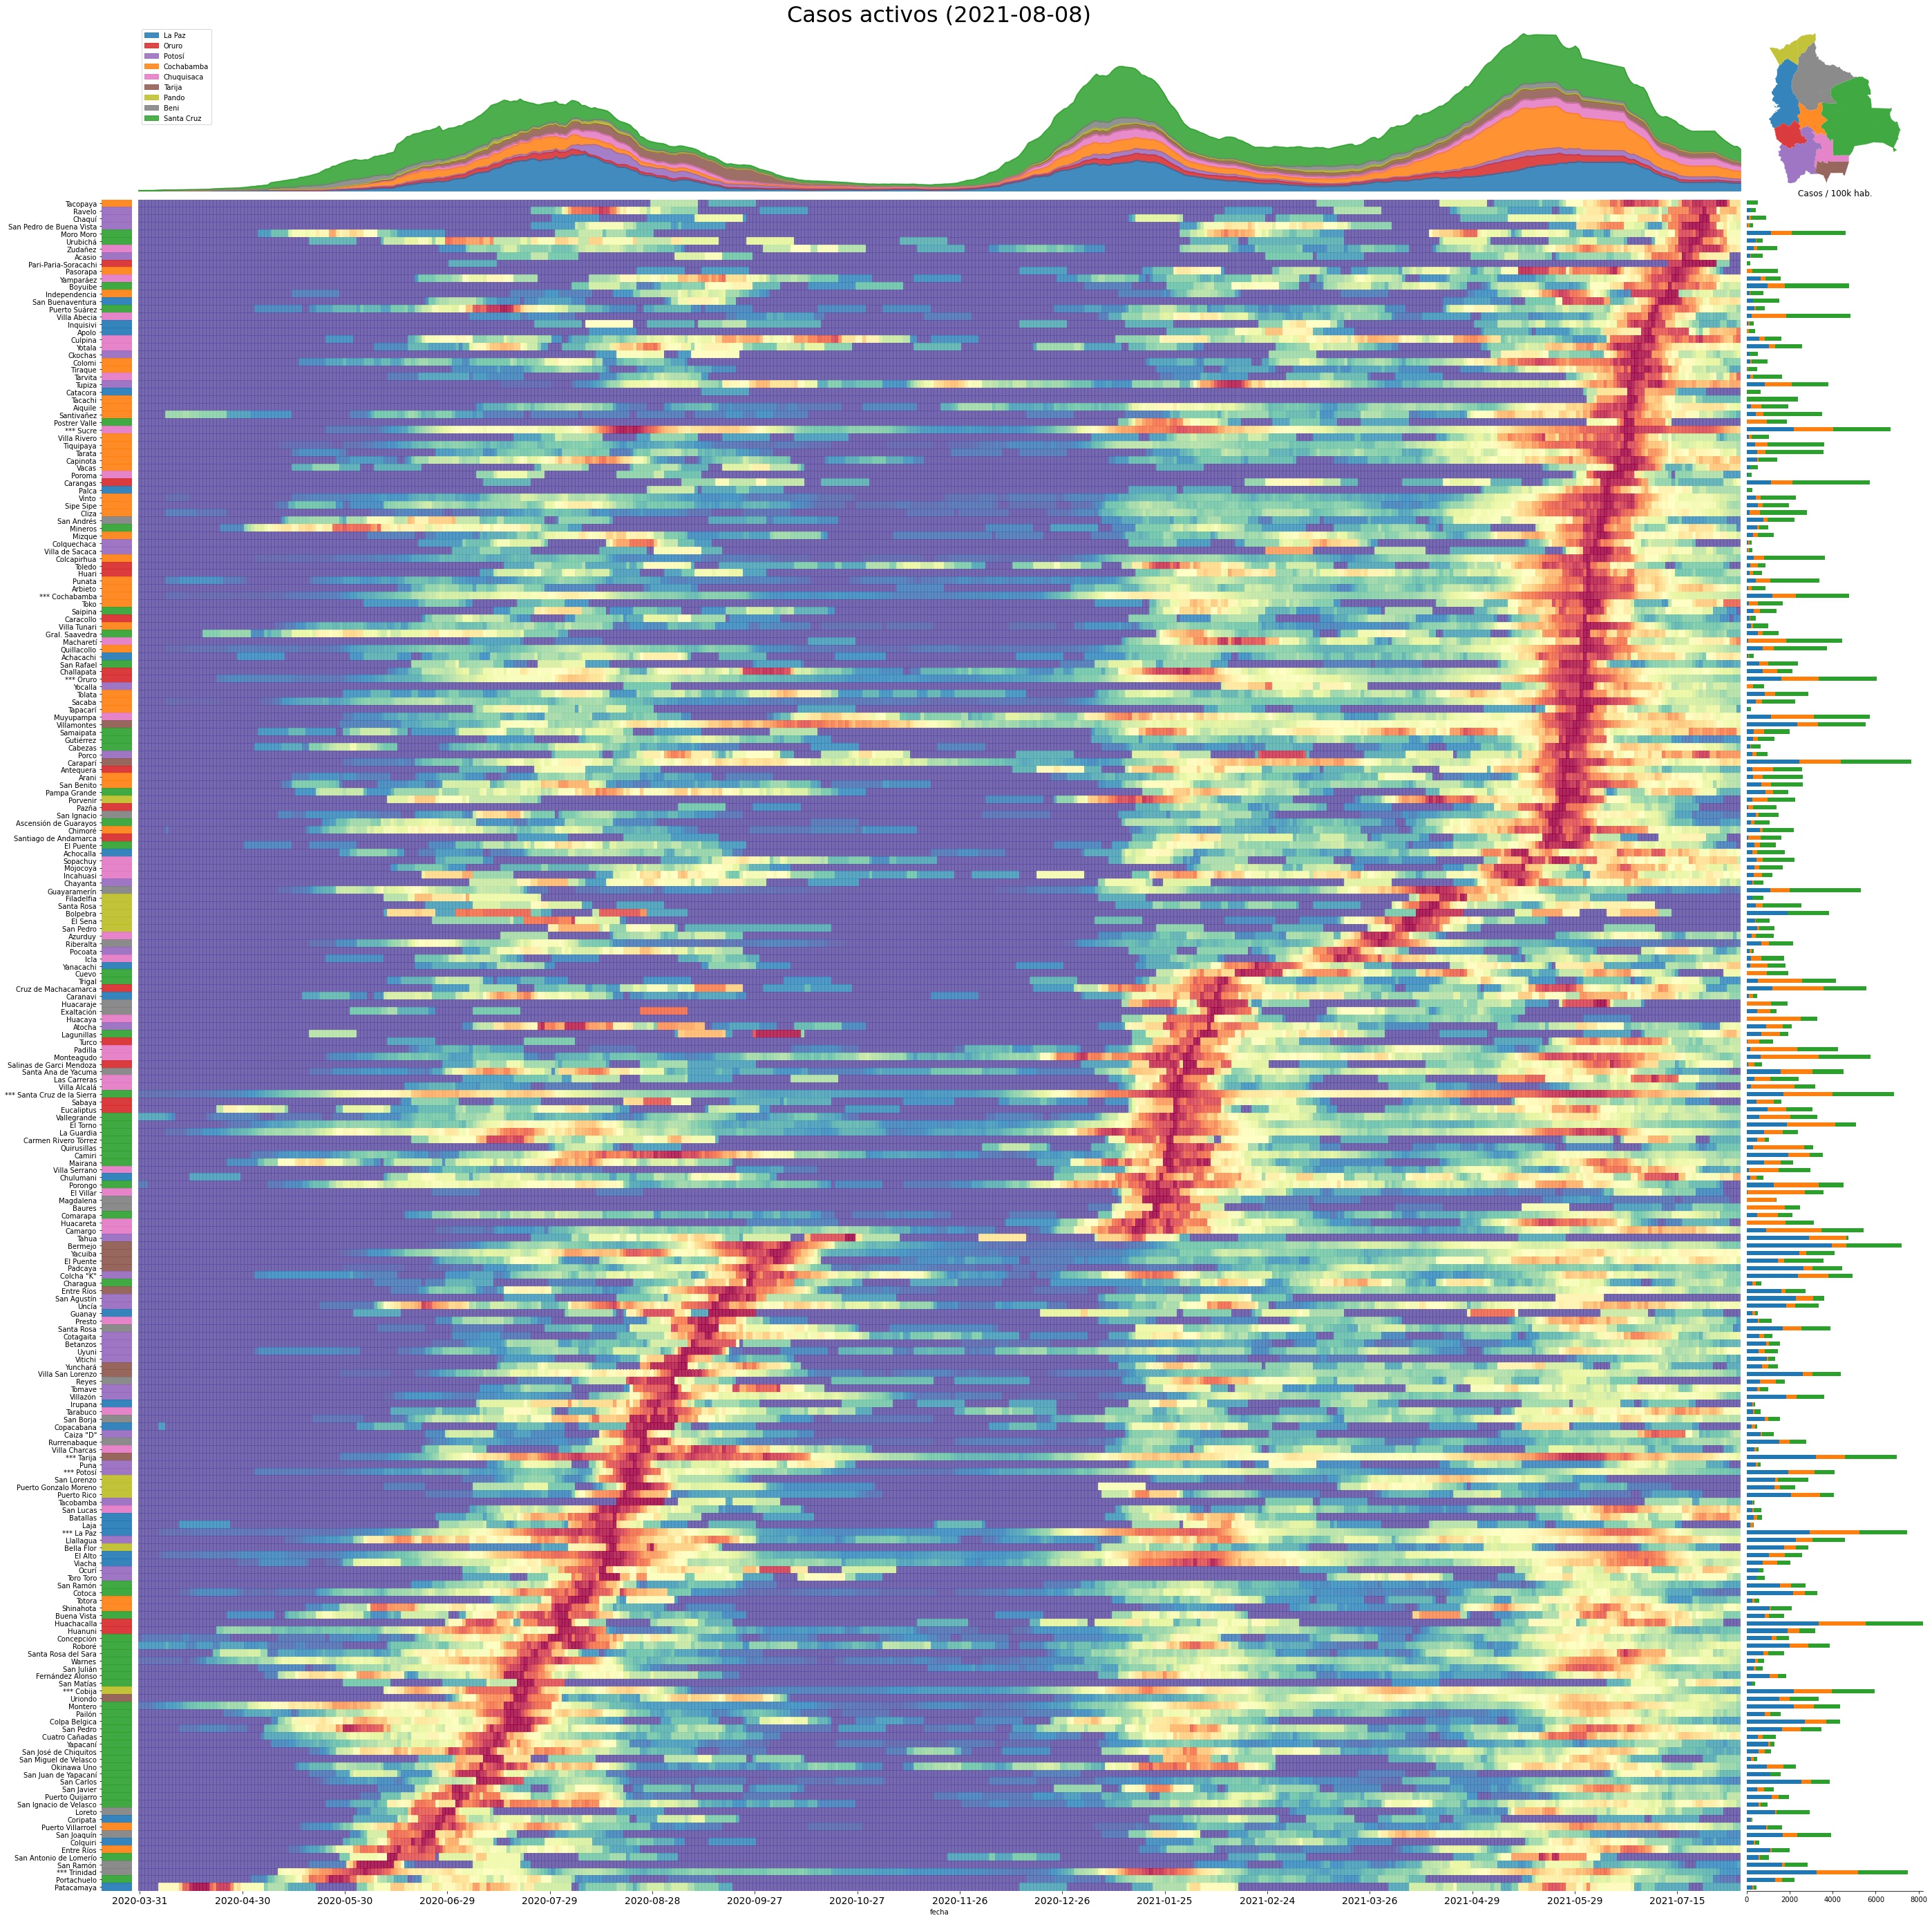 Casos activos (2021-08-08)
La Paz
Oruro
Potosí
Cochabamba
Chuquisaca
Tarija
Pando
Beni
Santa Cruz
Casos / 100k hab.
Tacopaya
Ravelo
Chaquí
San Pedro de Buena Vista
Moro Moro
Urubichá
Zudañez
Acasio
Pari-Paria-Soracachi
Pasorapa
Yamparáez
Boyuibe
Independencia
San Buenaventura
Puerto Suárez
Villa Abecia
Inquisivi
Apolo
Culpina
Yotala
Ckochas
Colomi
Tiraque
Tarvita
Tupiza
Catacora
Tacachi
Aiquile
Santivañez
Postrer Valle
*** Sucre
Villa Rivero
Tiquipaya
Tarata
Capinota
Vacas
Poroma
Carangas
Palca
Vinto
Sipe Sipe
Cliza
San Andrés
Mineros
Mizque
Colquechaca
Villa de Sacaca
Colcapirhua
Toledo
Huari
Punata
Arbieto
*** Cochabamba
Toko
Saipina
Caracollo
Villa Tunari
Gral. Saavedra
Macharetí
Quillacollo
Achacachi
San Rafael
Challapata
*** Oruro
Yocalla
Tolata
Sacaba
Tapacarí
Muyupampa
Villamontes
Samaipata
Gutiérrez
Cabezas
Porco
Caraparí
Antequera
Arani
San Benito
Pampa Grande
Porvenir
Pazña
San Ignacio
Ascensión de Guarayos
Chimoré
Santiago de Andamarca
El Puente
Achocalla
Sopachuy
Mojocoya
Incahuasi
Chayanta
Guayaramerín
Filadelfia
Santa Rosa
Bolpebra
El Sena
San Pedro
Azurduy
Riberalta
Pocoata
Icla
Yanacachi
Cuevo
Trigal
Cruz de Machacamarca
Caranavi
Huacaraje
Exaltación
Huacaya
Atocha
Lagunillas
Turco
Padilla
Monteagudo
Salinas de Garci Mendoza
Santa Ana de Yacuma
Las Carreras
Villa Alcalá
*** Santa Cruz de la Sierra
Sabaya
Eucaliptus
Vallegrande
El Torno
La Guardia
Carmen Rivero Tórrez
Quirusillas
Camiri
Mairana
Villa Serrano
Chulumani
Porongo
El Villar
Magdalena
Baures
Comarapa
Huacareta
Camargo
Tahua
Bermejo
Yacuiba
El Puente
Padcaya
Colcha "K"
Charagua
Entre Ríos
San Agustín
Uncía
Guanay
Presto
Santa Rosa
Cotagaita
Betanzos
Uyuni
Vitichi
Yunchará
Villa San Lorenzo
Reyes
Tomave
Villazón
Irupana
Tarabuco
San Borja
Copacabana
Caiza "D"
Rurrenabaque
Villa Charcas
*** Tarija
Puna
*** Potosí
San Lorenzo
Puerto Gonzalo Moreno
Puerto Rico
Tacobamba
San Lucas
Batallas
Laja
*** La Paz
Llallagua
Bella Flor
El Alto
Viacha
Ocurí
Toro Toro
San Ramón
Cotoca
Totora
Shinahota
Buena Vista
Huachacalla
Huanuni
Concepción
Roboré
Santa Rosa del Sara
Warnes
San Julián
Fernández Alonso
San Matías
*** Cobija
Uriondo
Montero
Pailón
Colpa Belgica
San Pedro
Cuatro Cañadas
Yapacaní
San José de Chiquitos
San Miguel de Velasco
Okinawa Uno
San Juan de Yapacaní
San Carlos
San Javier
Puerto Quijarro
San Ignacio de Velasco
Loreto
Coripata
Puerto Villarroel
San Joaquín
Colquiri
Entre Ríos
San Antonio de Lomerío
San Ramón
*** Trinidad
Portachuelo
Patacamaya
2020-03-31 2020-04-30 2020-05-30 2020-06-29 2020-07-29 2020-08-28 2020-09-27 2020-10-27 2020-11-26 2020-12-26 2021-01-25 2021-02-24 2021-03-26 2021-04-29 2021-05-29 2021-07-15
0 2000 4000 6000 8000
fecha